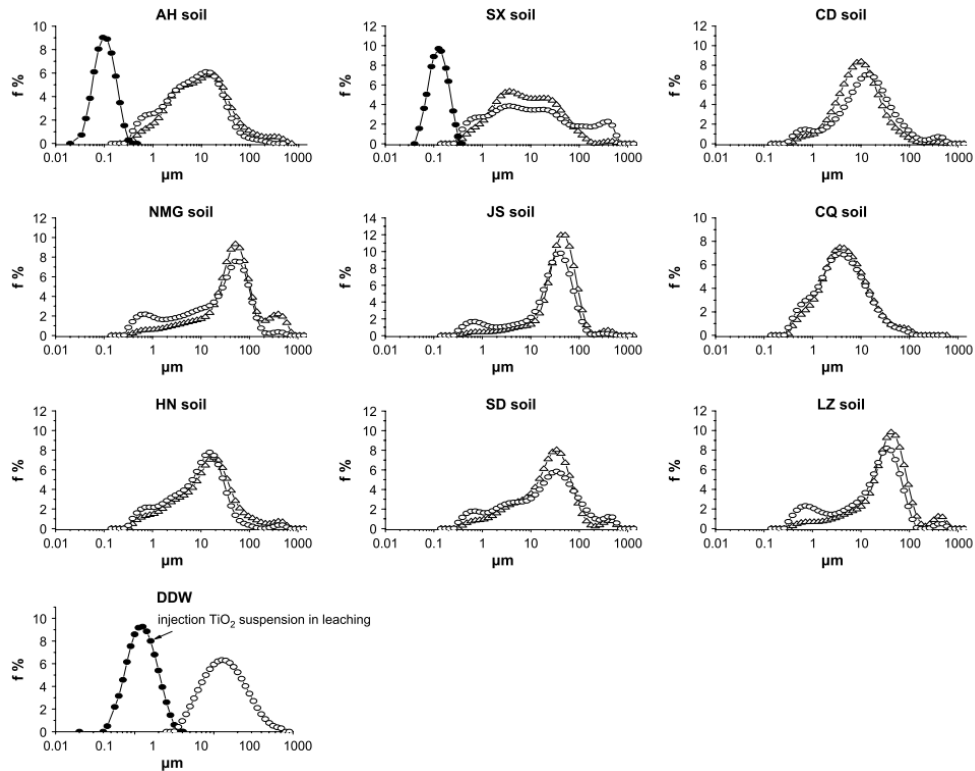 AH soil
SX soil
CD soil
f %
10
8
6
4
2
0
0.01 0.1 1 10 100 1000
µm
f %
10
8
6
4
2
0
0.01 0.1 1 10 100 1000
µm
f %
10
8
6
4
2
0
0.1 1 10 100 1000
µm
NMG soil
JS soil
CQ soil
f %
12
10
8
6
4
2
0
0.01 0.1 1 10 100 1000
µm
f %
14
12
10
8
6
4
2
0
0.01 0.1 1 10 100 1000
µm
f %
10
8
6
4
2
0
0.01 0.1 1 10 100 1000
µm
HN soil
SD soil
LZ soil
f %
12
10
8
6
4
2
0
0.01 0.1 1 10 100 1000
µm
f %
12
10
8
6
4
2
0
0.01 0.1 1 10 100 1000
µm
f %
12
10
8
6
4
2
0
0.1 1 10 100 1000
µm
DDW
injection TiO₂ suspension in leaching
f %
10
8
6
4
2
0
0.01 0.1 1 10 100 1000
µm